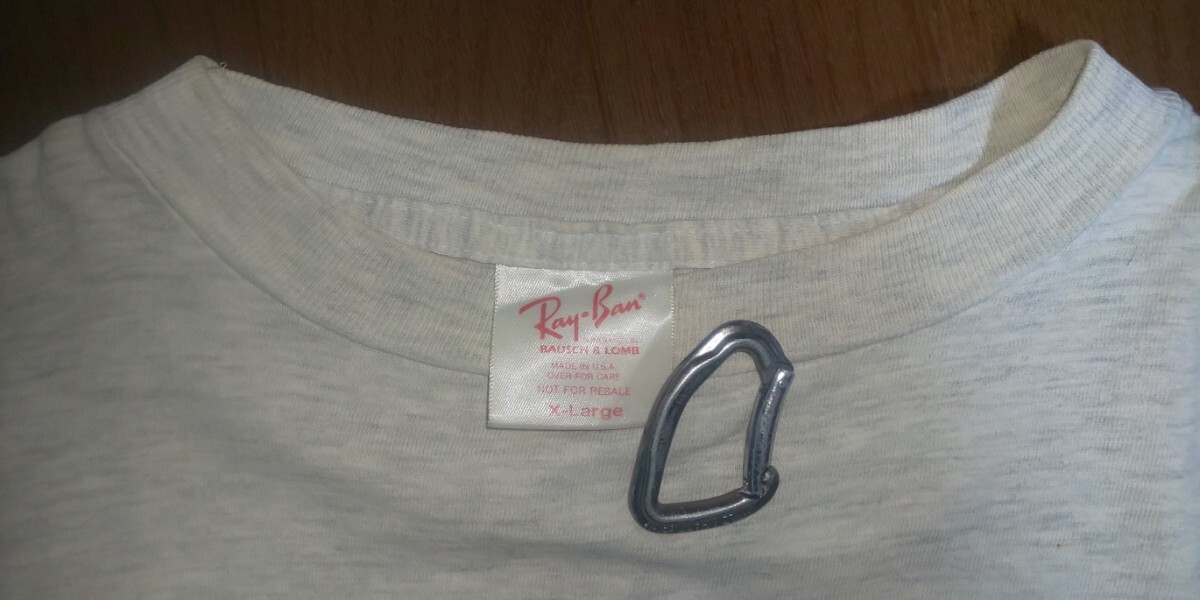 Ray•Ban®
BAUSCH & LOMB
MADE IN U.S.A.
OVER FOR CARE
NOT FOR RESALE
X-Large